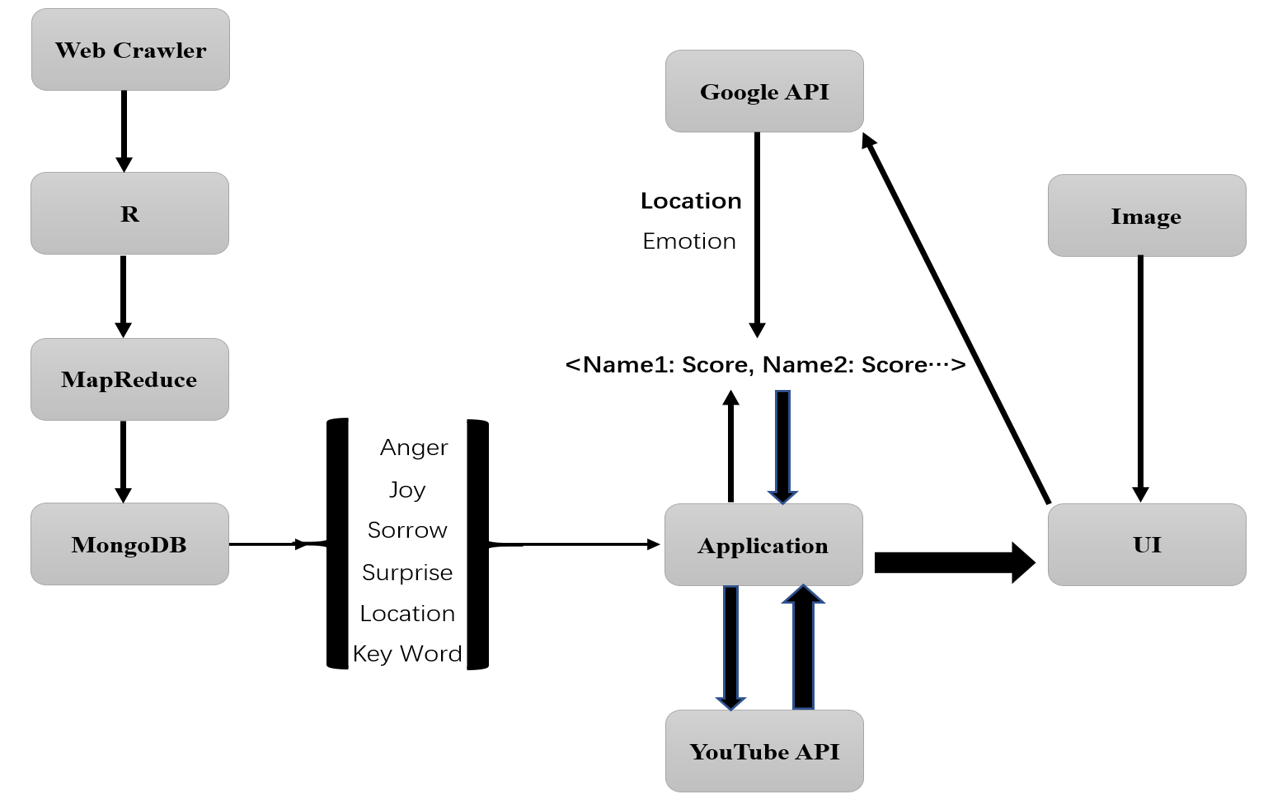 Web Crawler
Google API
R
Location
Image
Emotion
<Name1: Score, Name2: Score···>
MapReduce
Anger
Joy
Sorrow
Surprise
Location
Key Word
MongoDB
Application
UI
YouTube API